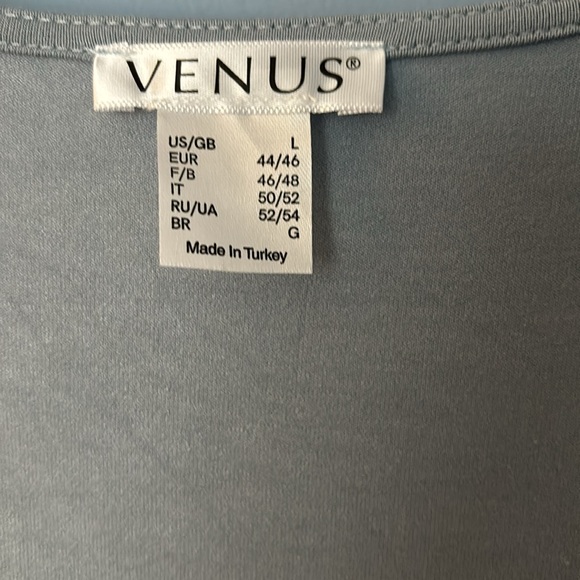 VENUS®
US/GB L
EUR 44/46
F/B 46/48
IT 50/52
RU/UA 52/54
BR G
Made In Turkey